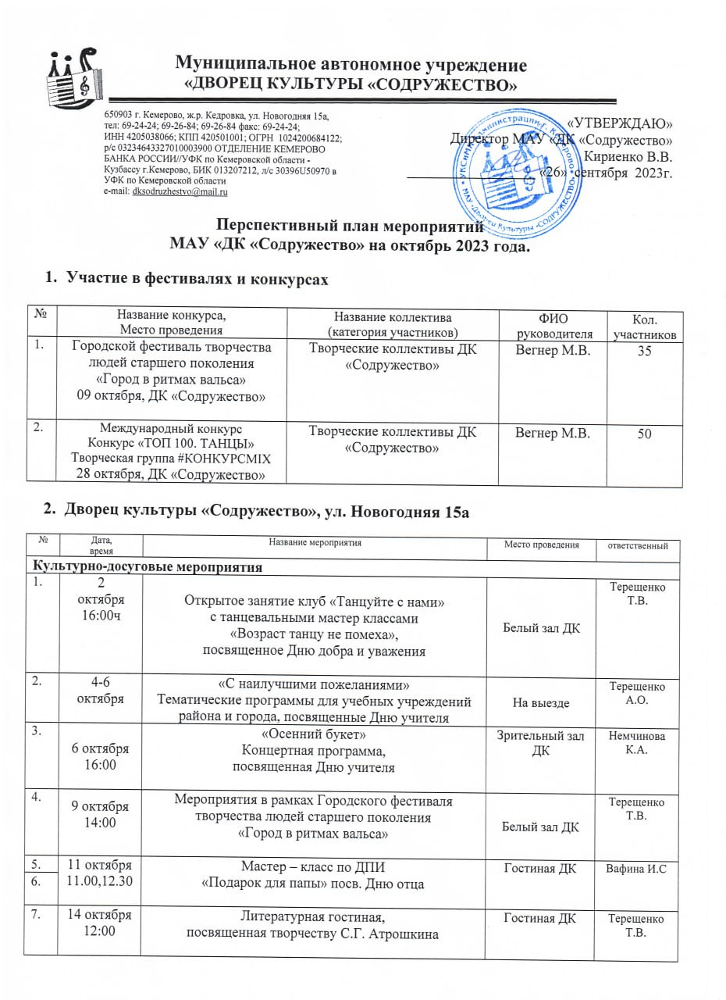 Муниципальное автономное учреждение
«ДВОРЕЦ КУЛЬТУРЫ «СОДРУЖЕСТВО»
650903 г. Кемерово, ж.р. Кедровка, ул. Новогодняя 15а,
тел: 69-24-24; 69-26-84; 69-26-84 факс: 69-24-24;
ИНН 4205038066; КПП 420501001; ОГРН 1024200684122;
р/с 03234643327010003900 ОТДЕЛЕНИЕ КЕМЕРОВО
БАНКА РОССИИ//УФК по Кемеровской области -
Кузбассу г.Кемерово, БИК 013207212, л/с 30396U50970 в
УФК по Кемеровской области
e-mail: dksodruzhestvo@mail.ru
«УТВЕРЖДАЮ»
Директор МАУ «ДК «Содружество»
Кириенко В.В.
«26» сентября 2023г.
Перспективный план мероприятий
МАУ «ДК «Содружество» на октябрь 2023 года.
1. Участие в фестивалях и конкурсах
№
Название конкурса,
Место проведения
Название коллектива
(категория участников)
ФИО
руководителя
Кол.
участников
1.
Городской фестиваль творчества
людей старшего поколения
«Город в ритмах вальса»
09 октября, ДК «Содружество»
Творческие коллективы ДК
«Содружество»
Вегнер М.В.
35
2.
Международный конкурс
Конкурс «ТОП 100. ТАНЦЫ»
Творческая группа #КОНКУРСMIX
28 октября, ДК «Содружество»
Творческие коллективы ДК
«Содружество»
Вегнер М.В.
50
2. Дворец культуры «Содружество», ул. Новогодняя 15а
№
Дата,
время
Название мероприятия
Место проведения
ответственный
Культурно-досуговые мероприятия
1.
2
октября
16:00ч
Открытое занятие клуб «Танцуйте с нами»
с танцевальными мастер классами
«Возраст танцу не помеха»,
посвященное Дню добра и уважения
Белый зал ДК
Терещенко
Т.В.
2.
4-6
октября
«С наилучшими пожеланиями»
Тематические программы для учебных учреждений
района и города, посвященные Дню учителя
На выезде
Терещенко
А.О.
3.
6 октября
16:00
«Осенний букет»
Концертная программа,
посвященная Дню учителя
Зрительный зал
ДК
Немчинова
К.А.
4.
9 октября
14:00
Мероприятия в рамках Городского фестиваля
творчества людей старшего поколения
«Город в ритмах вальса»
Белый зал ДК
Терещенко
Т.В.
5.
6.
11 октября
11.00,12.30
Мастер – класс по ДПИ
«Подарок для папы» посв. Дню отца
Гостиная ДК
Вафина И.С
7.
14 октября
12:00
Литературная гостиная,
посвященная творчеству С.Г. Атрошкина
Гостиная ДК
Терещенко
Т.В.